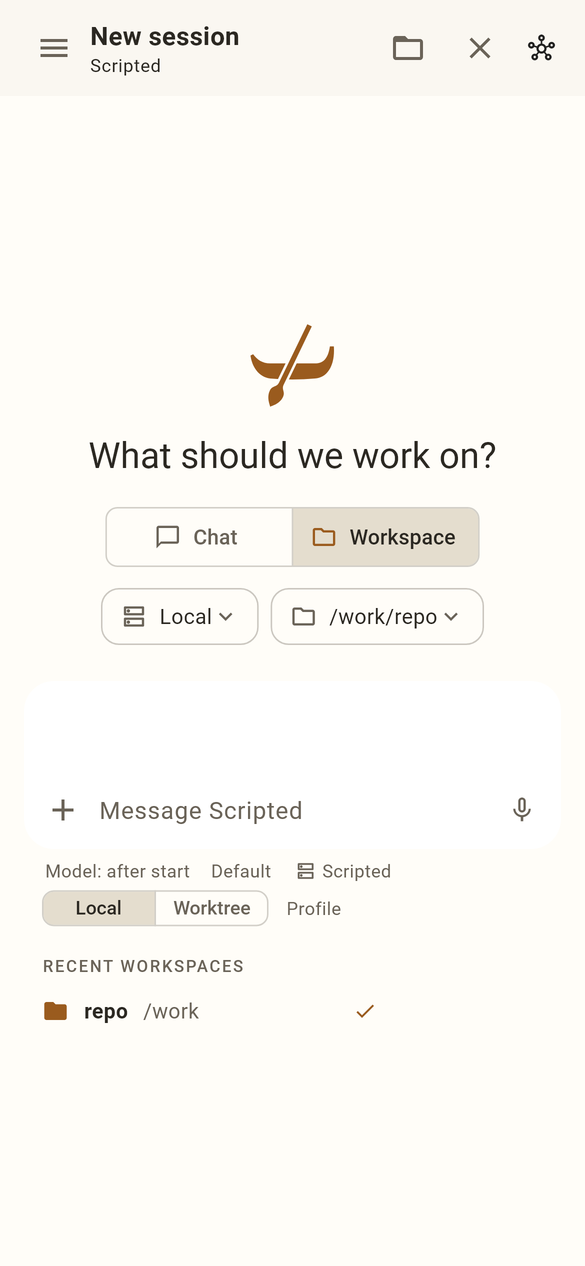 New session
Scripted
What should we work on?
Chat
Workspace
Local
/work/repo
Message Scripted
Model: after start Default Scripted
Local Worktree Profile
RECENT WORKSPACES
repo /work